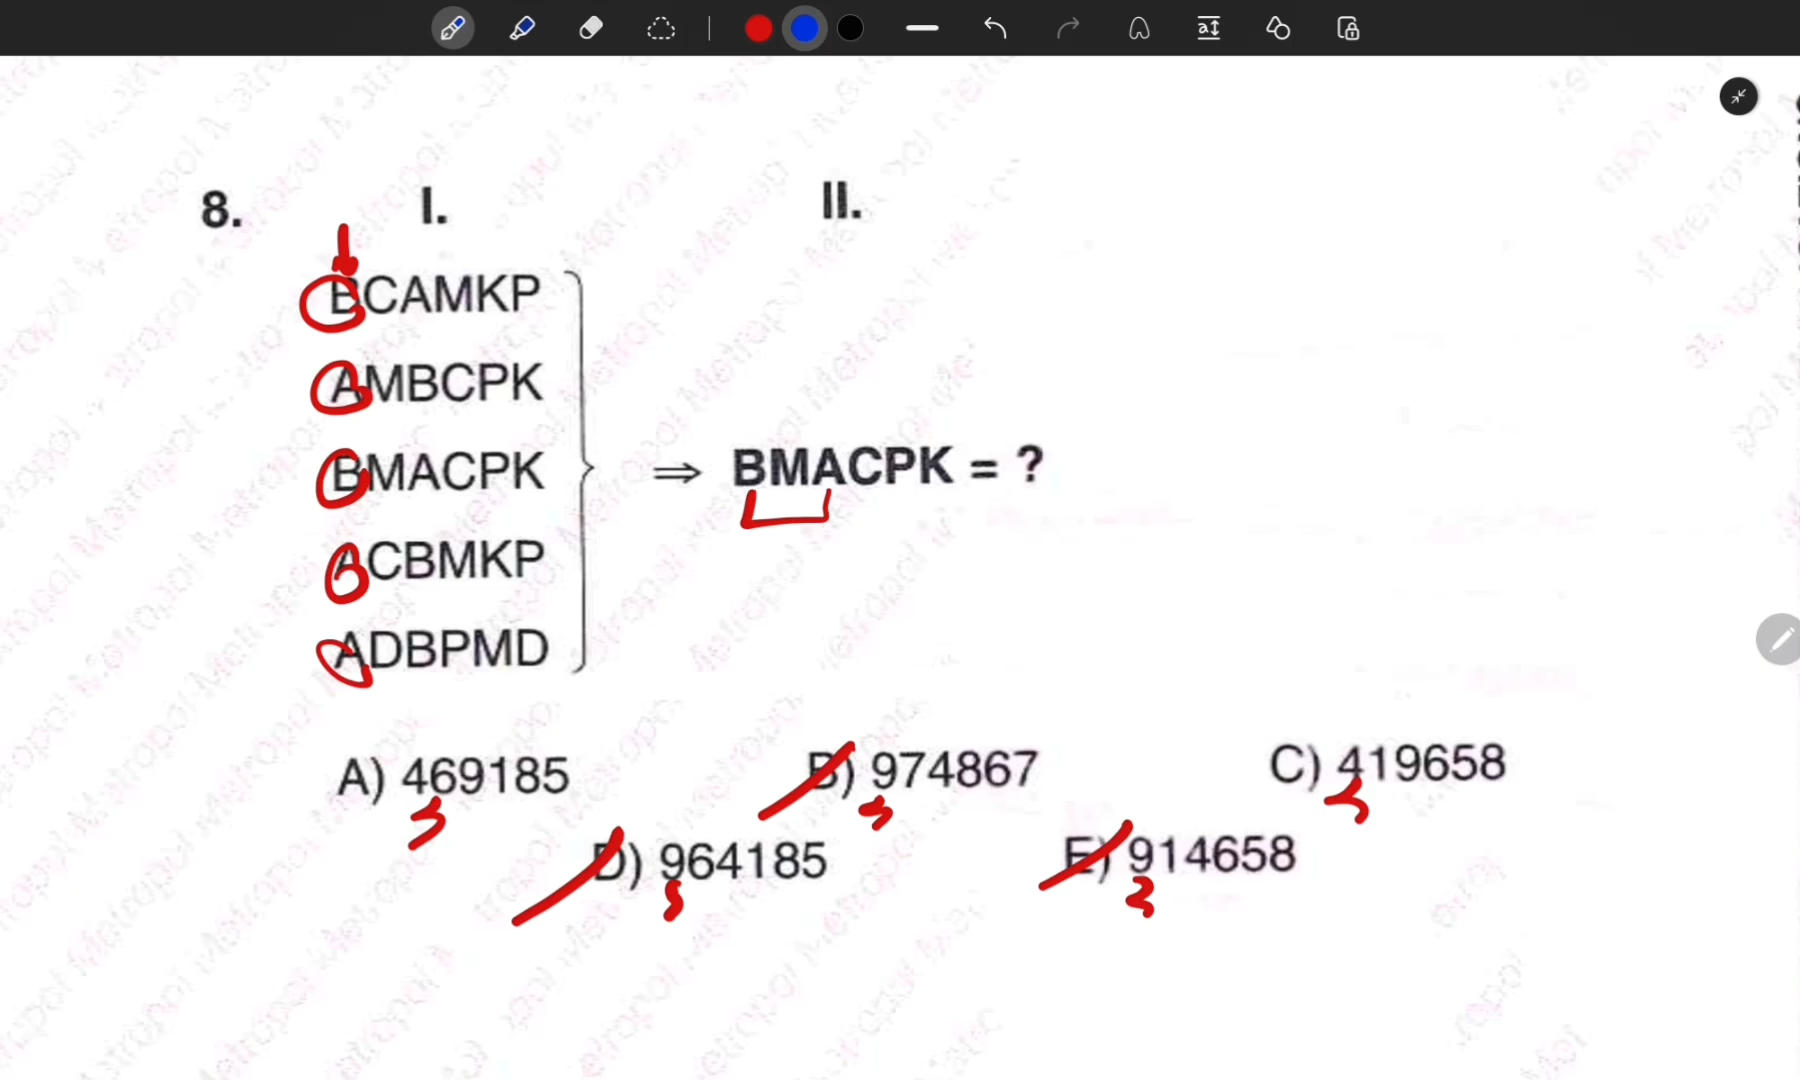 8. I. II.
BCAMKP
AMBCPK
BMACPK
ACBMKP
ADBPMD
⇒ BMACPK = ?
A) 469185 B) 974867 C) 419658
D) 964185 E) 914658